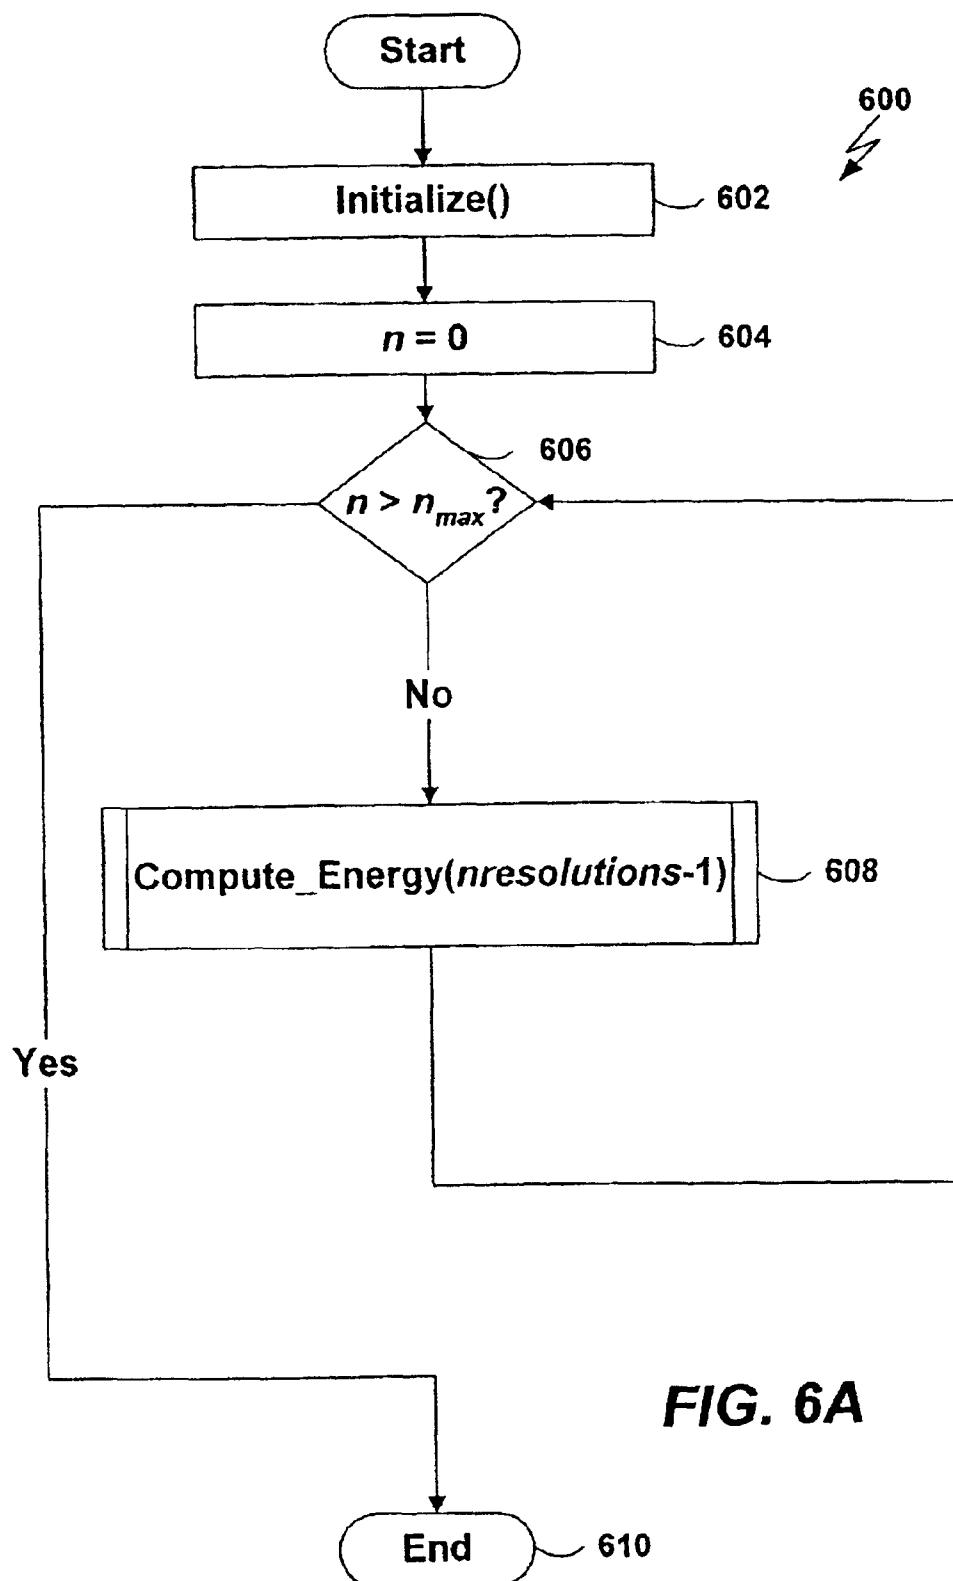 Start
600
Initialize()
602
n = 0
604
606
n > nmax?
No
Compute_Energy(nresolutions-1)
608
Yes
FIG. 6A
End
610